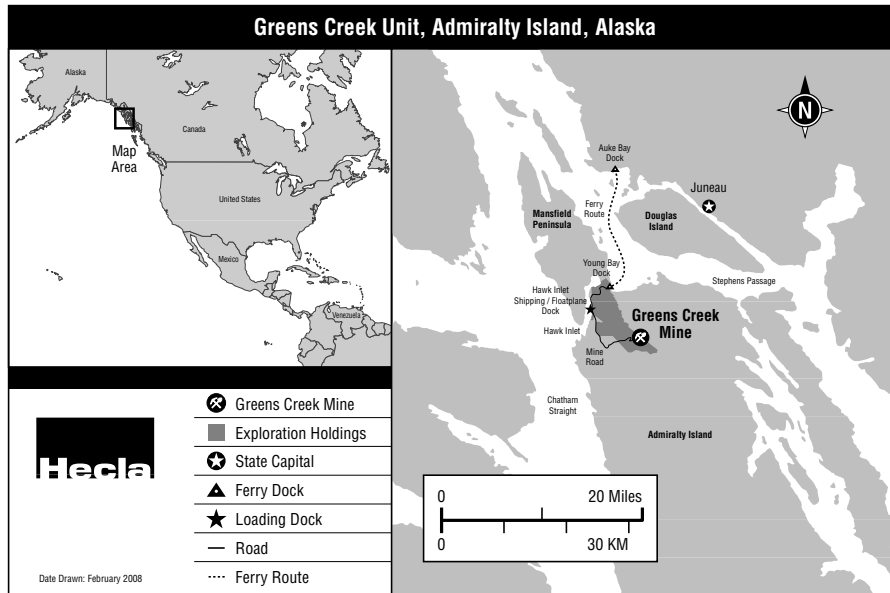 Greens Creek Unit, Admiralty Island, Alaska
Alaska
Canada
Map
Area
United States
Mexico
Venezuela
N
Auke Bay
Dock
Juneau
Ferry
Route
Mansfield
Peninsula
Douglas
Island
Young Bay
Dock
Stephens Passage
Hawk Inlet
Shipping / Floatplane
Dock
Greens Creek
Mine
Hawk Inlet
Mine
Road
Chatham
Straight
Admiralty Island
Hecla
Date Drawn: February 2008
Greens Creek Mine
Exploration Holdings
State Capital
Ferry Dock
Loading Dock
Road
Ferry Route
0 20 Miles
0 30 KM